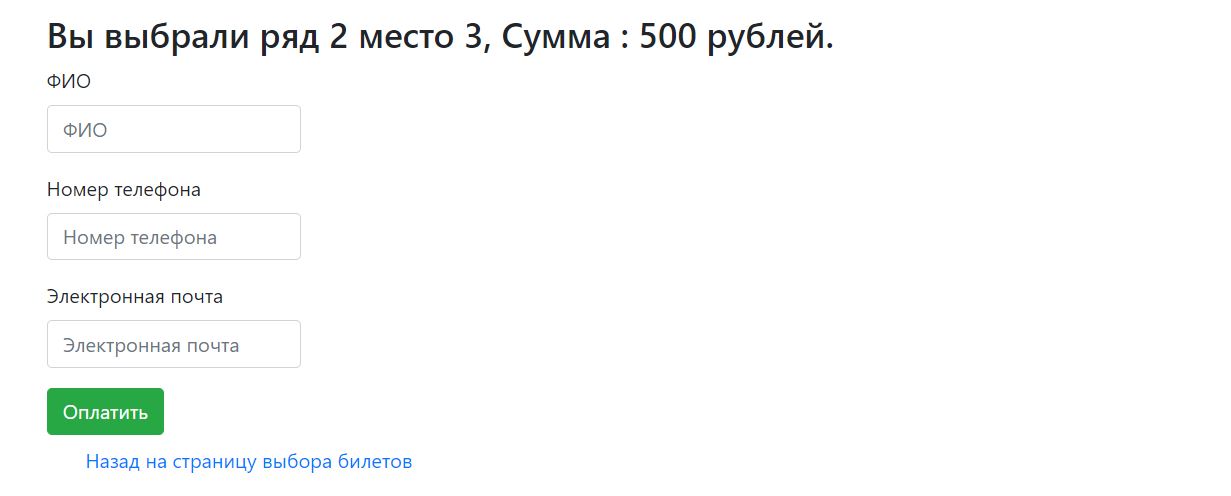 Вы выбрали ряд 2 место 3, Сумма : 500 рублей.
ФИО
ФИО
Номер телефона
Номер телефона
Электронная почта
Электронная почта
Оплатить
Назад на страницу выбора билетов